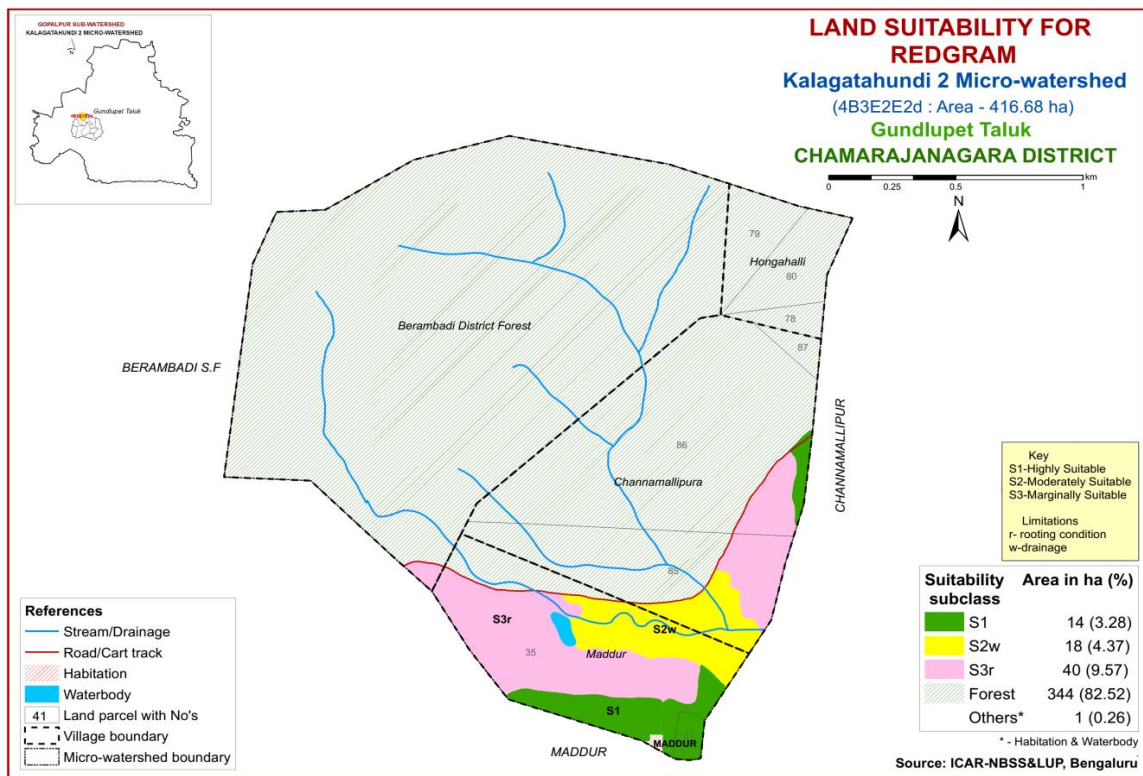 GOPALPUR SUB-WATERSHED
KALAGATAHUNDI 2 MICRO-WATERSHED
N
Gundlupet Taluk
LAND SUITABILITY FOR
REDGRAM
Kalagatahundi 2 Micro-watershed
(4B3E2E2d : Area - 416.68 ha)
Gundlupet Taluk
CHAMARAJANAGARA DISTRICT
km
0 0.25 0.5 1
N
79
Hongahalli
80
78
87
Berambadi District Forest
BERAMBADI S.F
86
Channamallipura
CHANNAMALLIPUR
85
S3r
S2w
35
Maddur
S1
MADDUR
MADDUR
Key
S1-Highly Suitable
S2-Moderately Suitable
S3-Marginally Suitable
Limitations
r- rooting condition
w-drainage
Suitability subclass Area in ha (%)
S1 14 (3.28)
S2w 18 (4.37)
S3r 40 (9.57)
Forest 344 (82.52)
Others* 1 (0.26)
* - Habitation & Waterbody
Source: ICAR-NBSS&LUP, Bengaluru
References
Stream/Drainage
Road/Cart track
Habitation
Waterbody
41 Land parcel with No's
Village boundary
Micro-watershed boundary